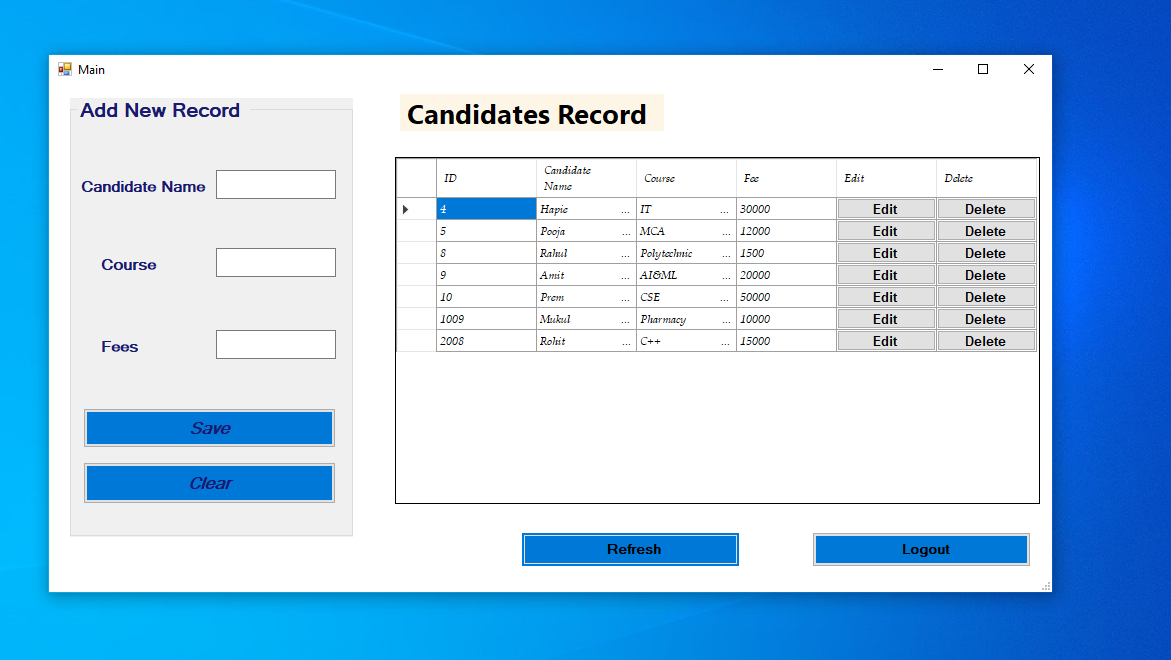 Main
Add New Record
Candidate Name
Course
Fees
Save
Clear
Candidates Record
ID Candidate Name Course Fee Edit Delete
4 Hapie ... IT ... 30000 Edit Delete
5 Pooja ... MCA ... 12000 Edit Delete
8 Rahul ... Polytechnic ... 1500 Edit Delete
9 Amit ... AI&ML ... 20000 Edit Delete
10 Prem ... CSE ... 50000 Edit Delete
1009 Mukul ... Pharmacy ... 10000 Edit Delete
2008 Rohit ... C++ ... 15000 Edit Delete
Refresh Logout